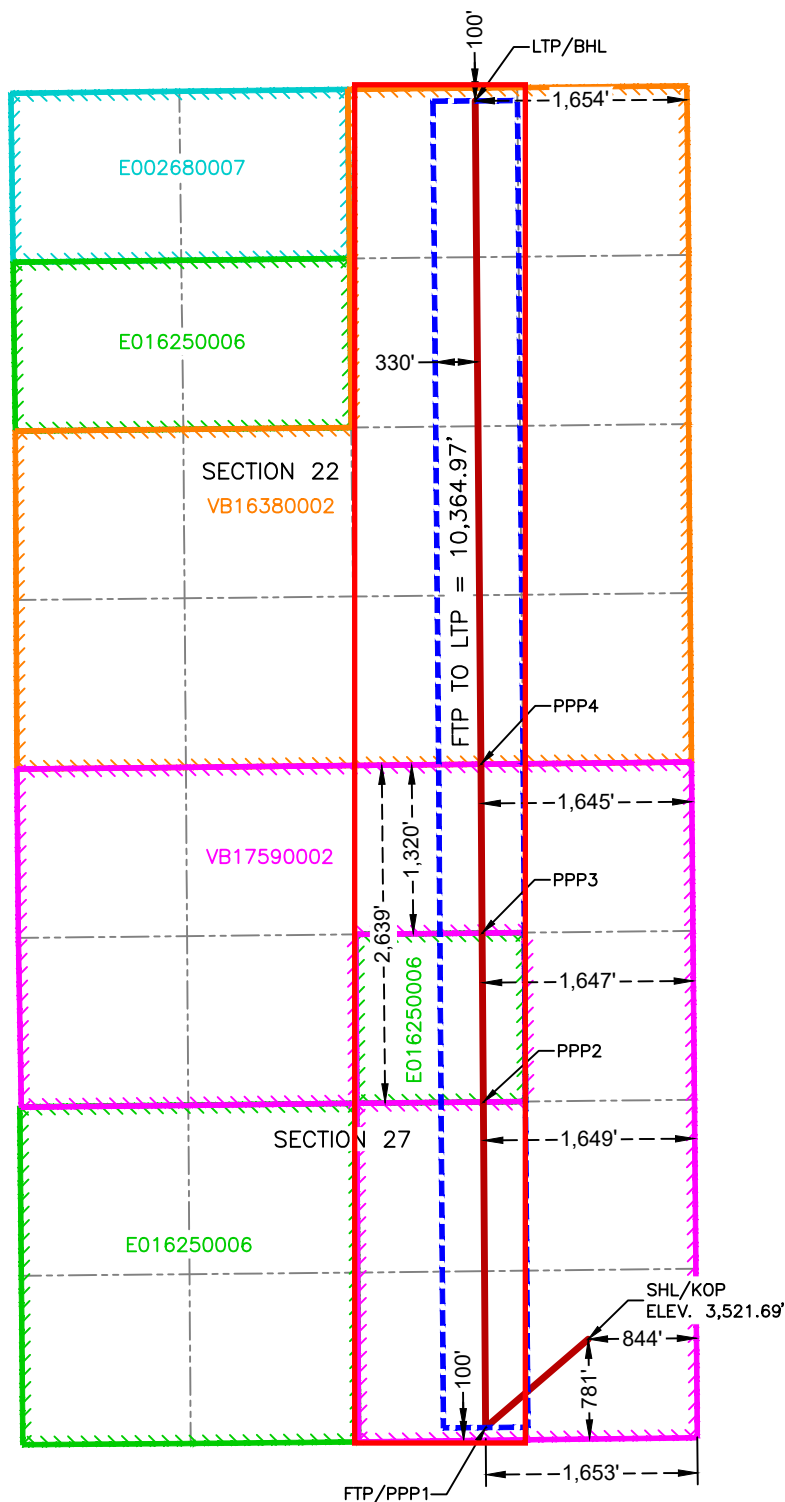 100'
LTP/BHL
1,654'
E002680007
E016250006
330'
SECTION 22
VB16380002
FTP TO LTP = 10,364.97'
PPP4
1,645'
VB17590002
1,320'
PPP3
2,639'
E016250006
1,647'
PPP2
SECTION 27
1,649'
E016250006
SHL/KOP
ELEV. 3,521.69'
844'
781'
100'
1,653'
FTP/PPP1